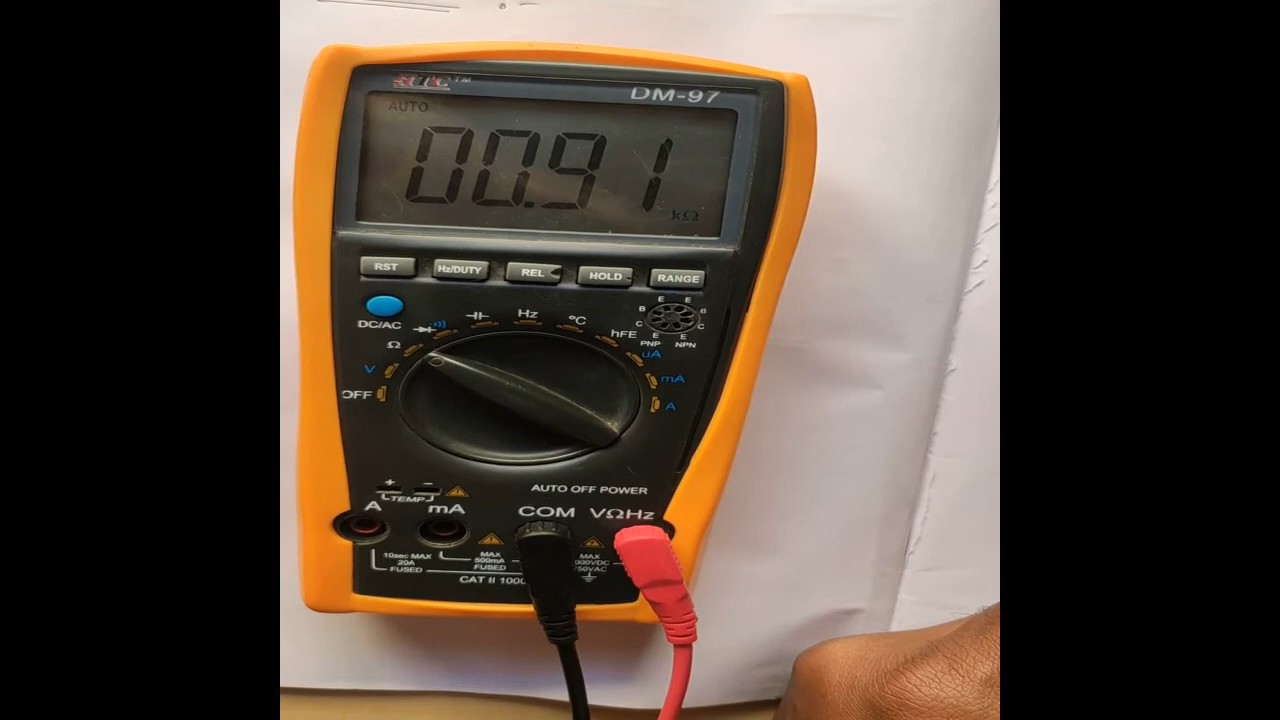 HTC™
DM-97
AUTO
00.91
kΩ
RST Hz/DUTY REL HOLD RANGE
DC/AC
Hz
°C
hFE
Ω
V
OFF
E E
B B
C C
E E
PNP NPN
uA
mA
A
+ −
TEMP
AUTO OFF POWER
A mA COM VΩHz
10sec MAX
20A
FUSED
MAX
500mA
FUSED
MAX
750VAC
CAT II